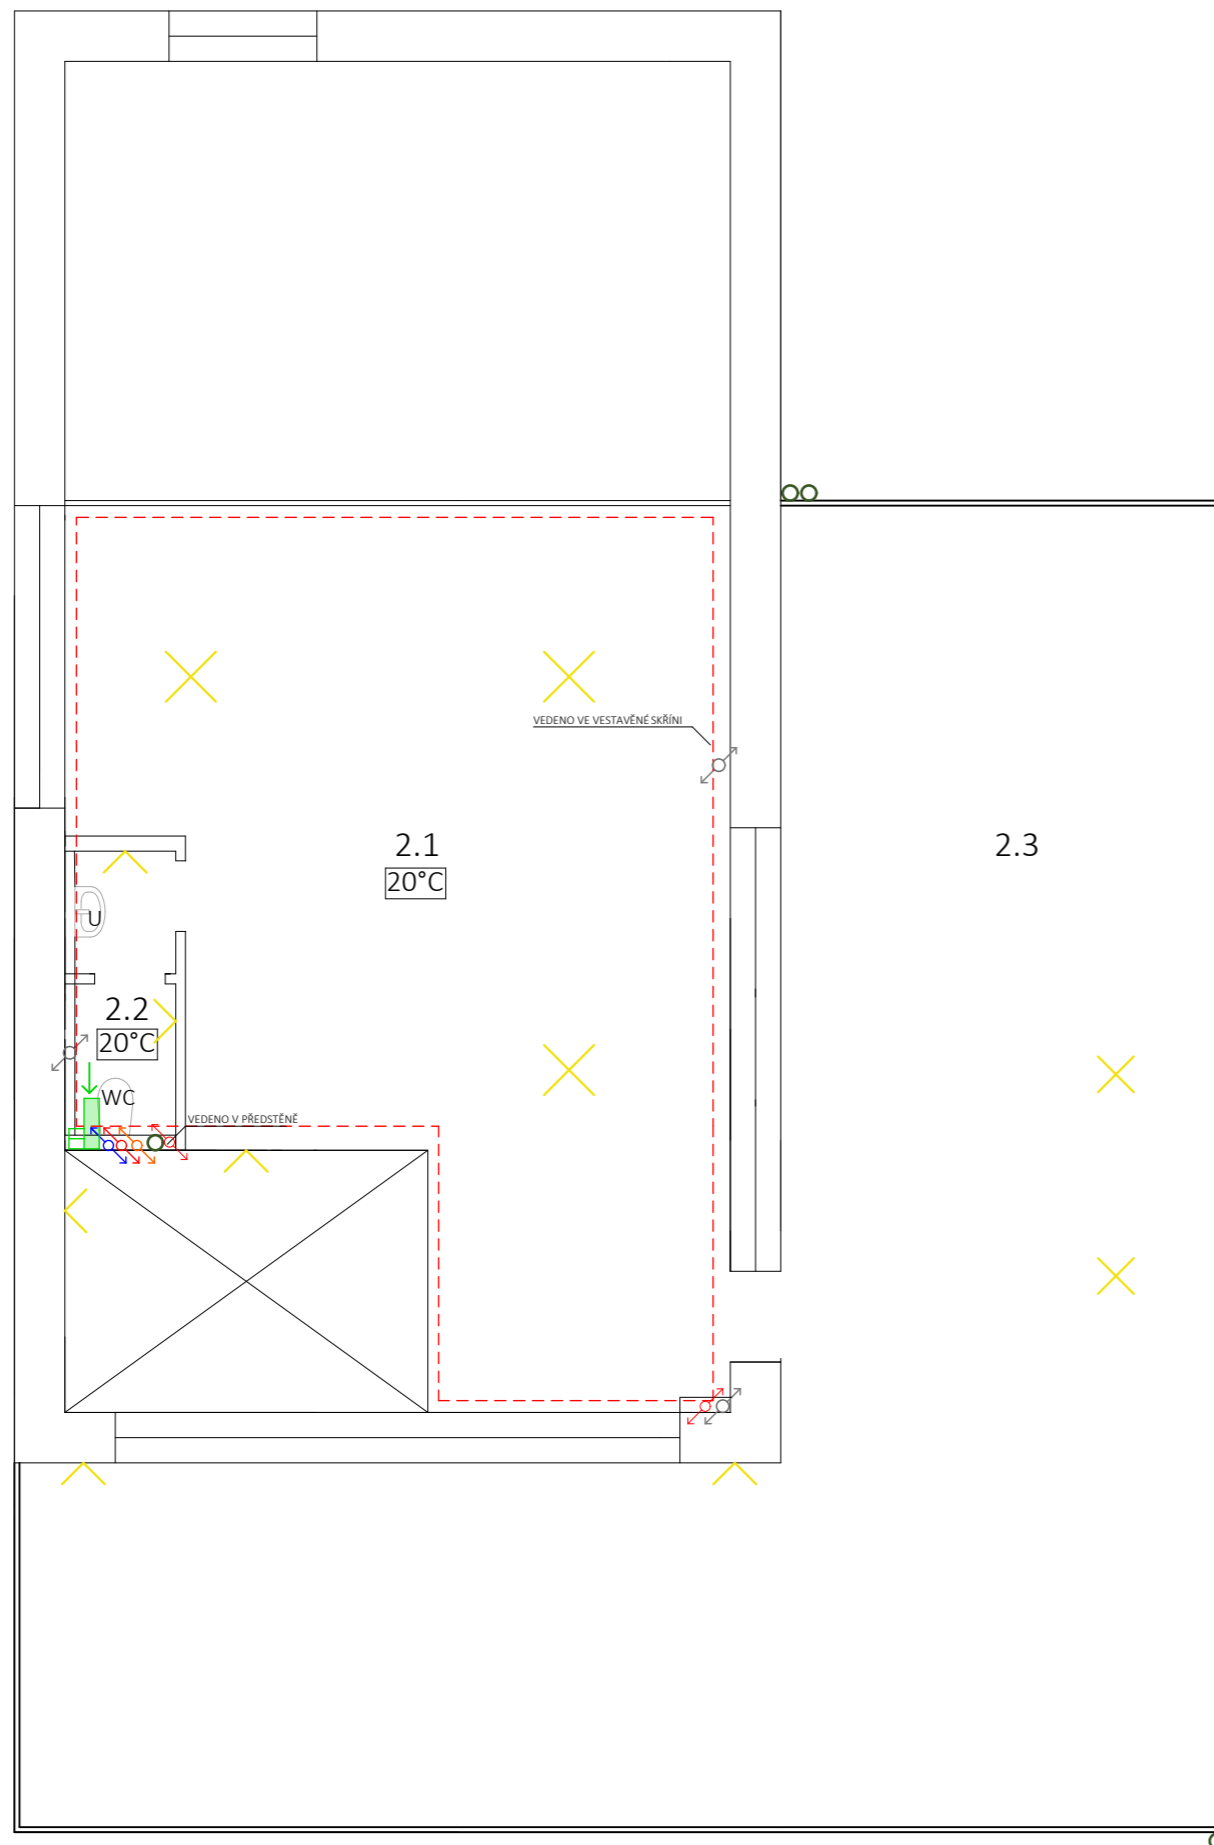 VEDENO VE VESTAVĚNÉ SKŘÍNI
2.1
20°C
2.3
U
2.2
20°C
WC
VEDENO V PŘEDSTĚNĚ